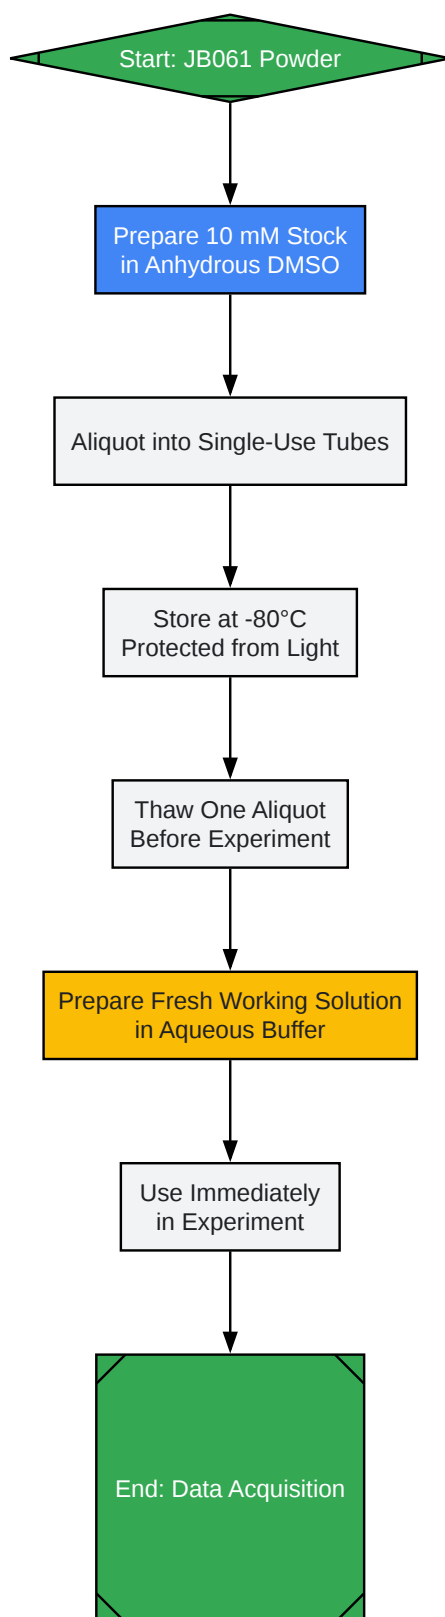 Start: JB061 Powder
Prepare 10 mM Stock
in Anhydrous DMSO
Aliquot into Single-Use Tubes
Store at -80°C
Protected from Light
Thaw One Aliquot
Before Experiment
Prepare Fresh Working Solution
in Aqueous Buffer
Use Immediately
in Experiment
End: Data Acquisition